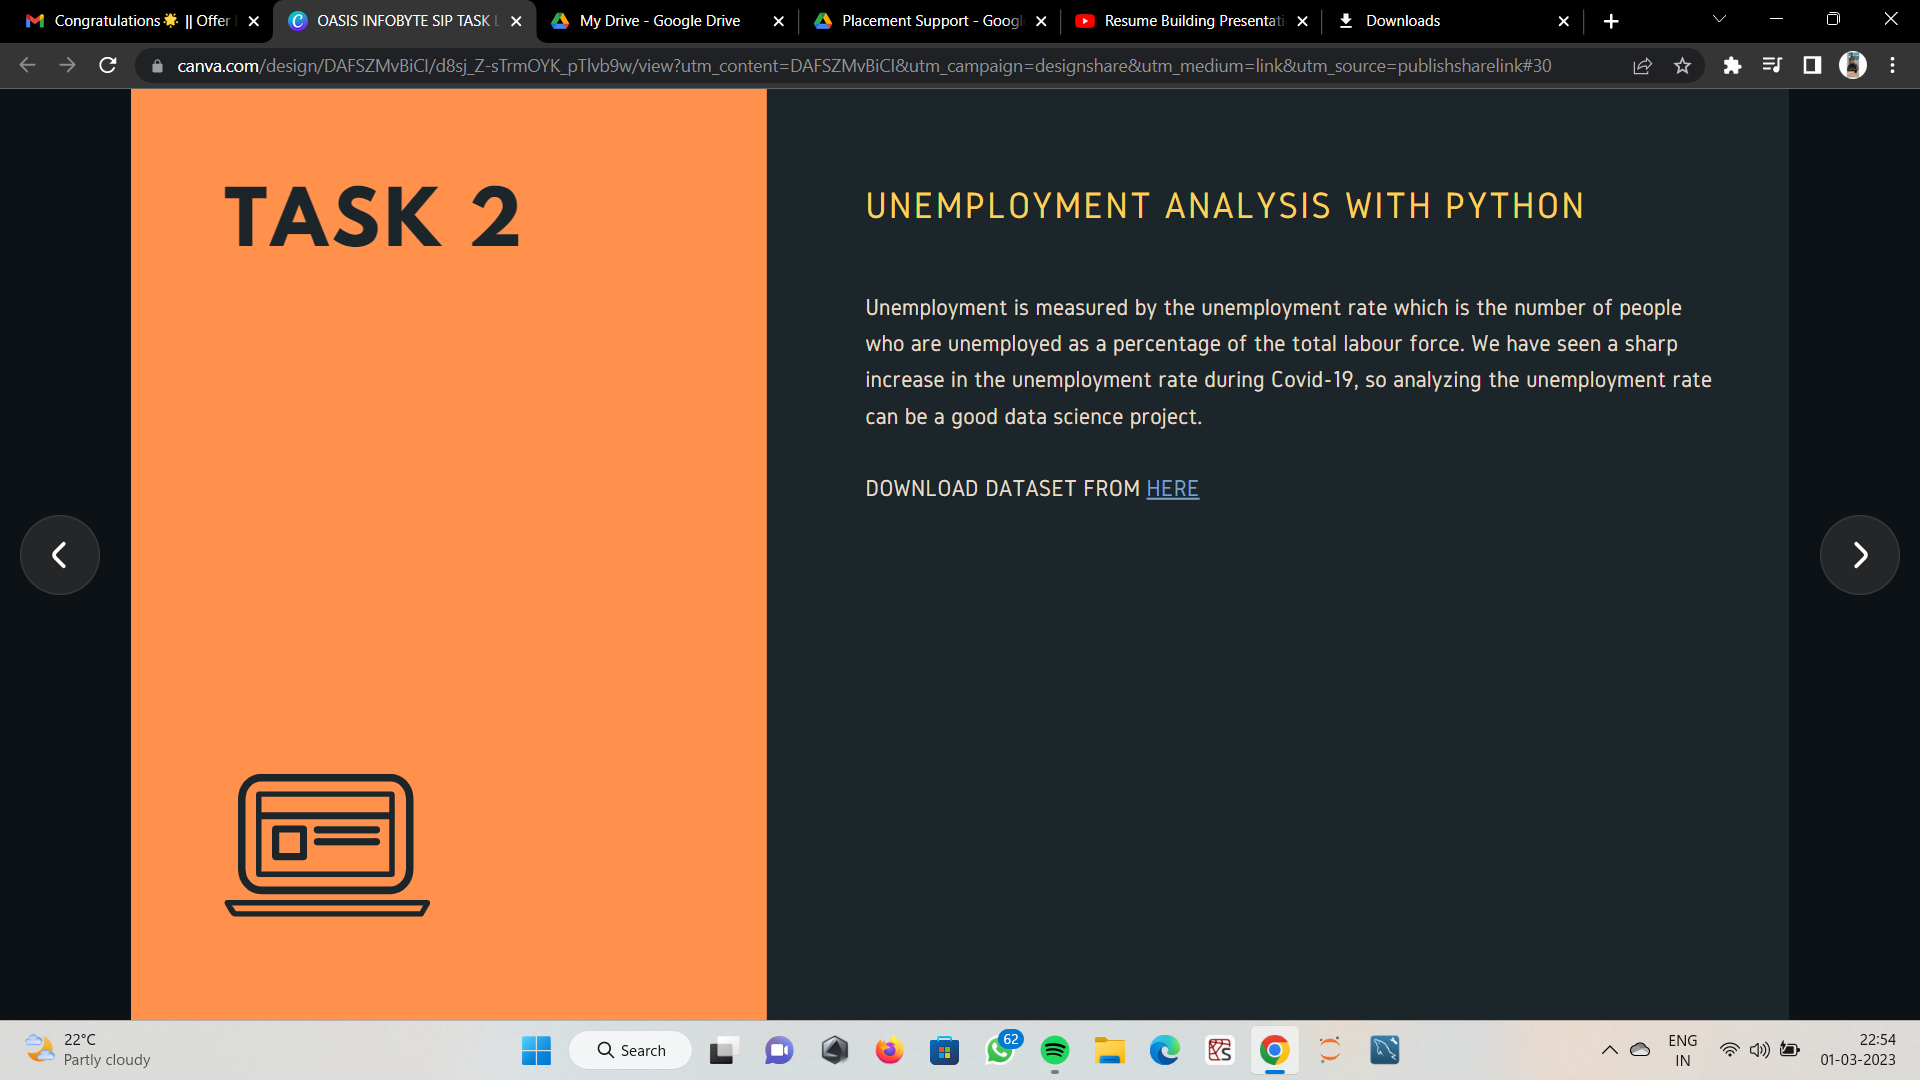 Congratulations🌟 || Offer
OASIS INFOBYTE SIP TASK
My Drive - Google Drive
Placement Support - Googl
Resume Building Presentati
Downloads
canva.com/design/DAFSZMvBiCI/d8sj_Z-sTrmOYK_pTlvb9w/view?utm_content=DAFSZMvBiCI&utm_campaign=designshare&utm_medium=link&utm_source=publishsharelink#30
TASK 2
UNEMPLOYMENT ANALYSIS WITH PYTHON
Unemployment is measured by the unemployment rate which is the number of people
who are unemployed as a percentage of the total labour force. We have seen a sharp
increase in the unemployment rate during Covid-19, so analyzing the unemployment rate
can be a good data science project.
DOWNLOAD DATASET FROM HERE
22°C
Partly cloudy
Search
62
ENG
IN
22:54
01-03-2023